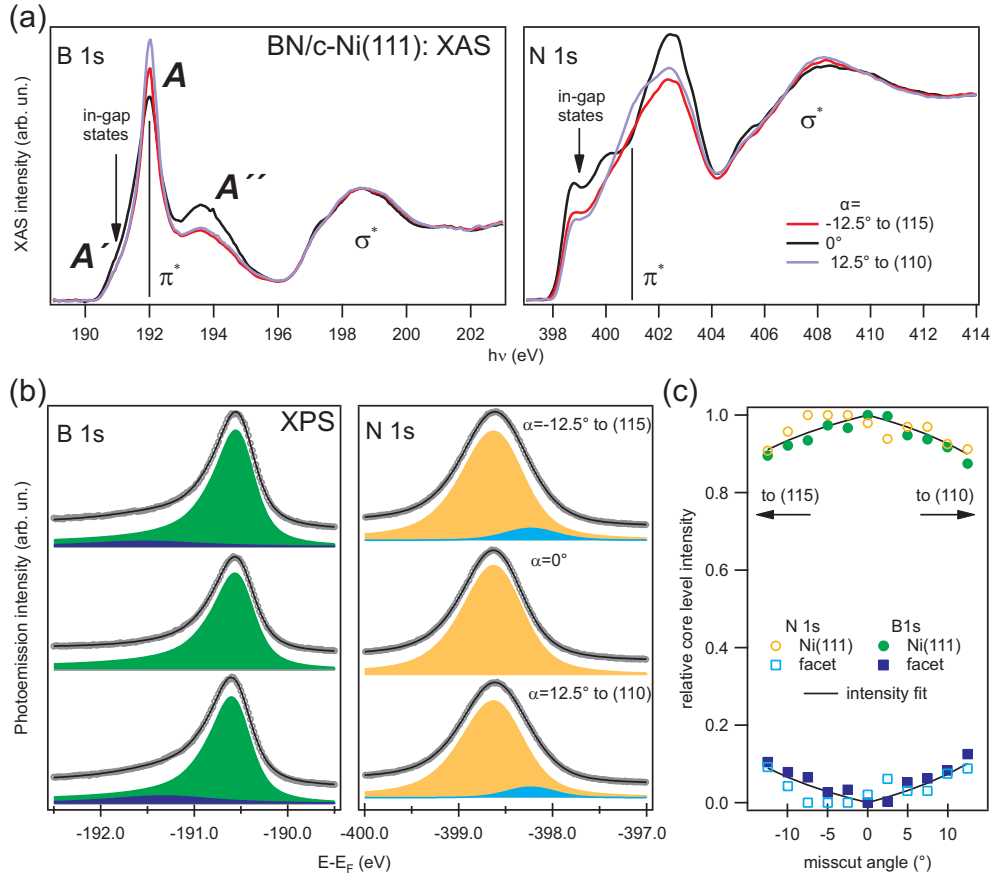 (a)
BN/c-Ni(111): XAS
B 1s
A
in-gap
states
A´´
A´
π*
σ*
N 1s
in-gap
states
σ*
α=
-12.5° to (115)
0°
12.5° to (110)
π*
XAS intensity (arb. un.)
190 192 194 196 198 200 202
398 400 402 404 406 408 410 412 414
hν (eV)
(b)
B 1s
XPS
N 1s
α=-12.5° to (115)
α=0°
α=12.5° to (110)
Photoemission intensity (arb. un.)
-192.0 -191.0 -190.0
-400.0 -399.0 -398.0 -397.0
E-EF (eV)
(c)
1.0
0.8
0.6
0.4
0.2
0.0
to (115) to (110)
N 1s B1s
Ni(111) Ni(111)
facet facet
intensity fit
relative core level intensity
-10 -5 0 5 10
misscut angle (°)